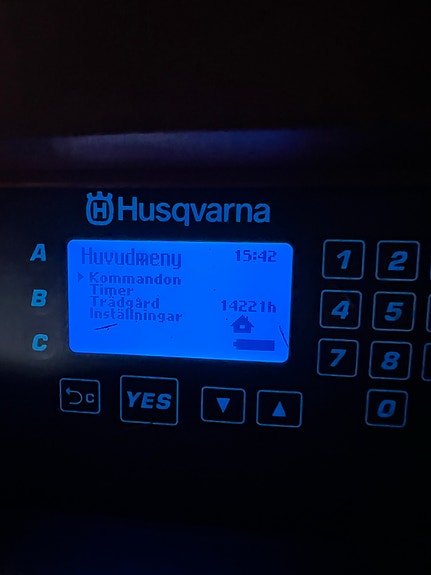 Husqvarna
A
Huvudmeny 15:42
Kommandon
Timer
B
Trädgård 14221h
Inställningar
C
1 2
4 5
7 8
C YES
0